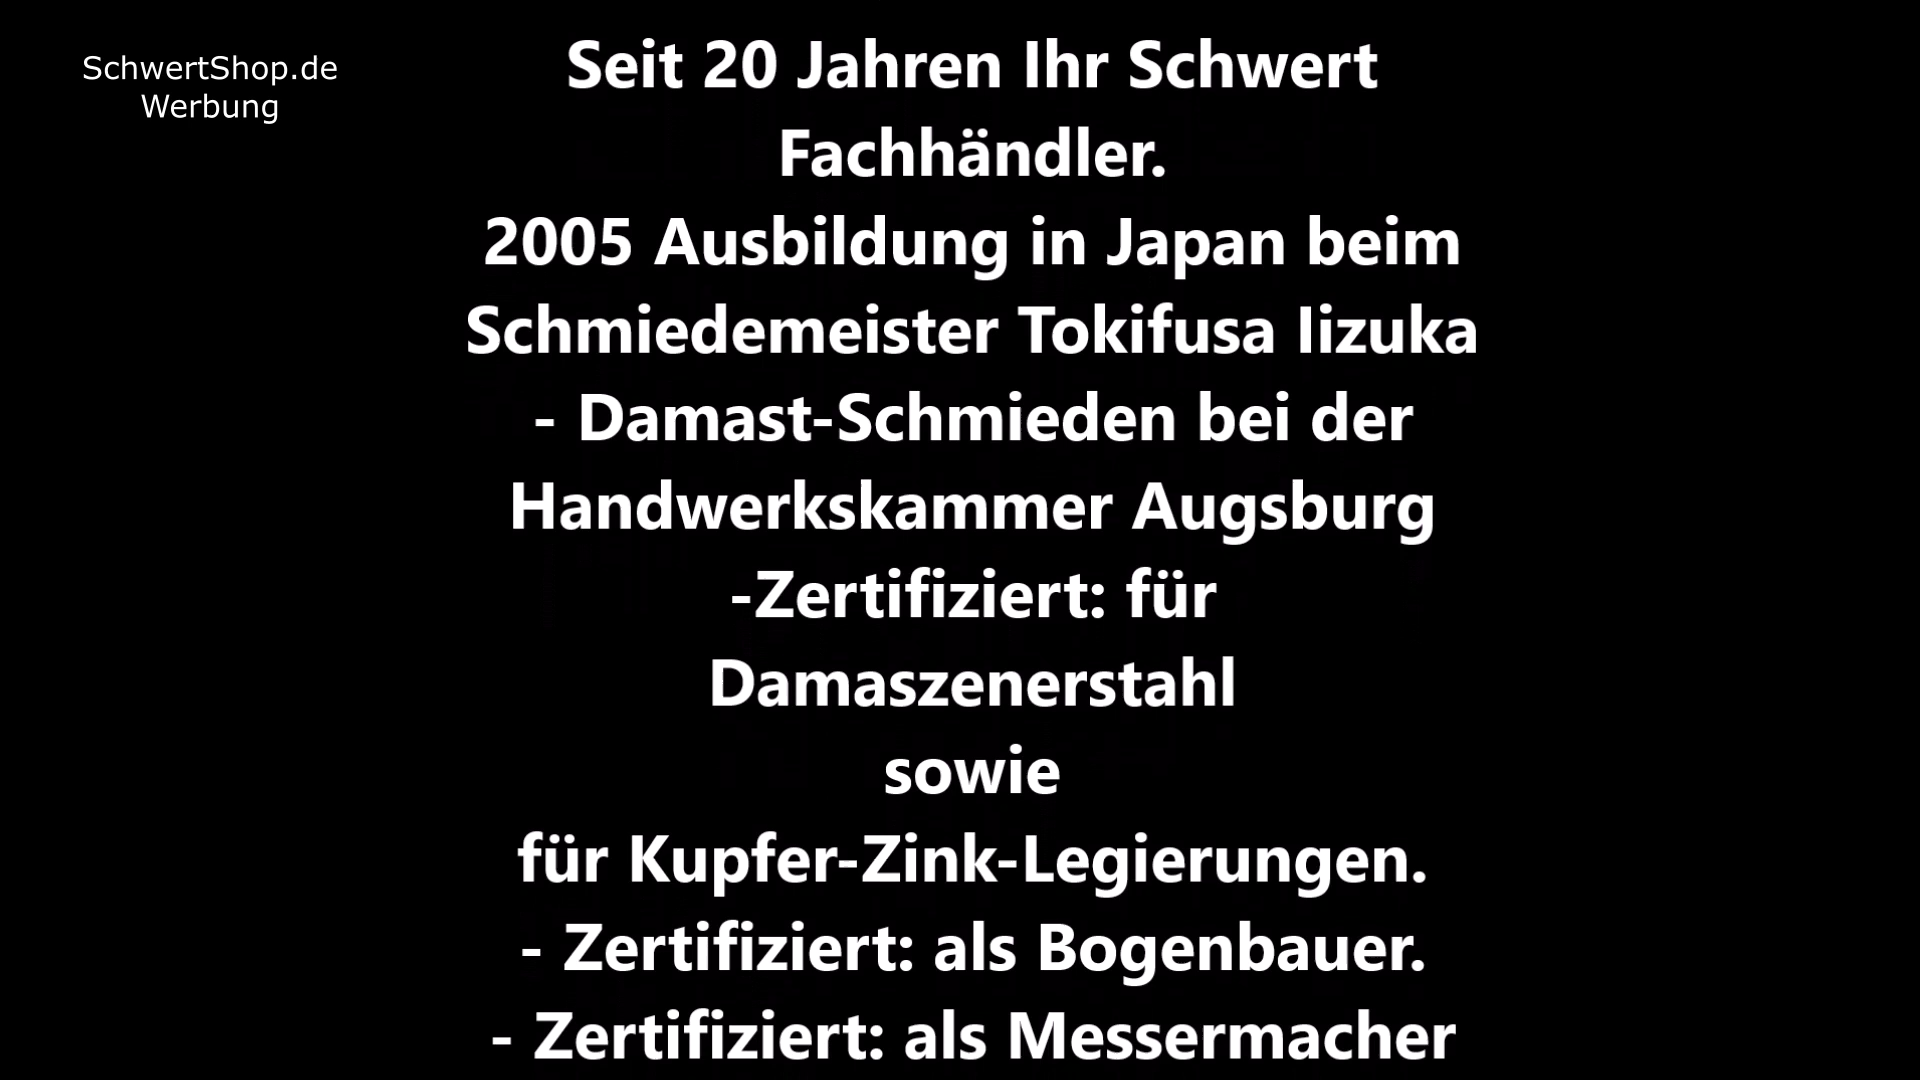 SchwertShop.de
Werbung
Seit 20 Jahren Ihr Schwert
Fachhändler.
2005 Ausbildung in Japan beim
Schmiedemeister Tokifusa Iizuka
- Damast-Schmieden bei der
Handwerkskammer Augsburg
-Zertifiziert: für
Damaszenerstahl
sowie
für Kupfer-Zink-Legierungen.
- Zertifiziert: als Bogenbauer.
- Zertifiziert: als Messermacher